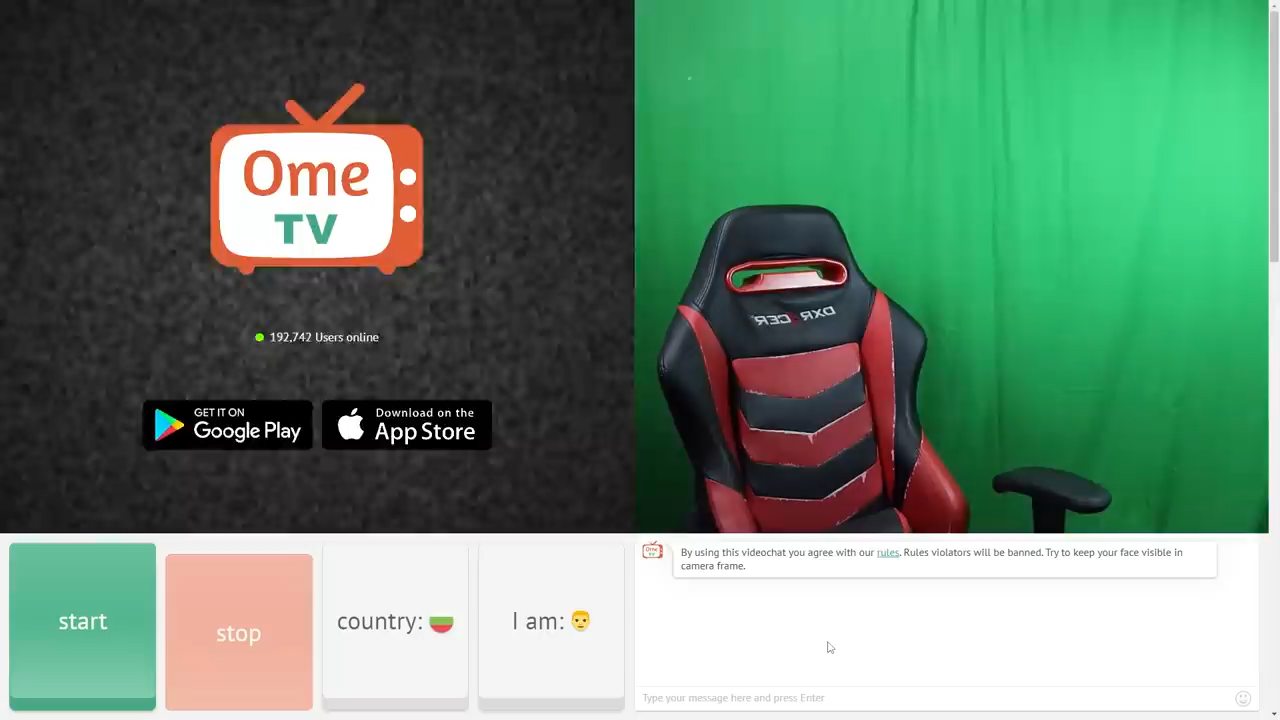 Ome
TV
192,742 Users online
GET IT ON
Google Play
Download on the
App Store
DXRACER
start
stop
country:
I am:
Ome
TV
By using this videochat you agree with our rules. Rules violators will be banned. Try to keep your face visible in
camera frame.
Type your message here and press Enter